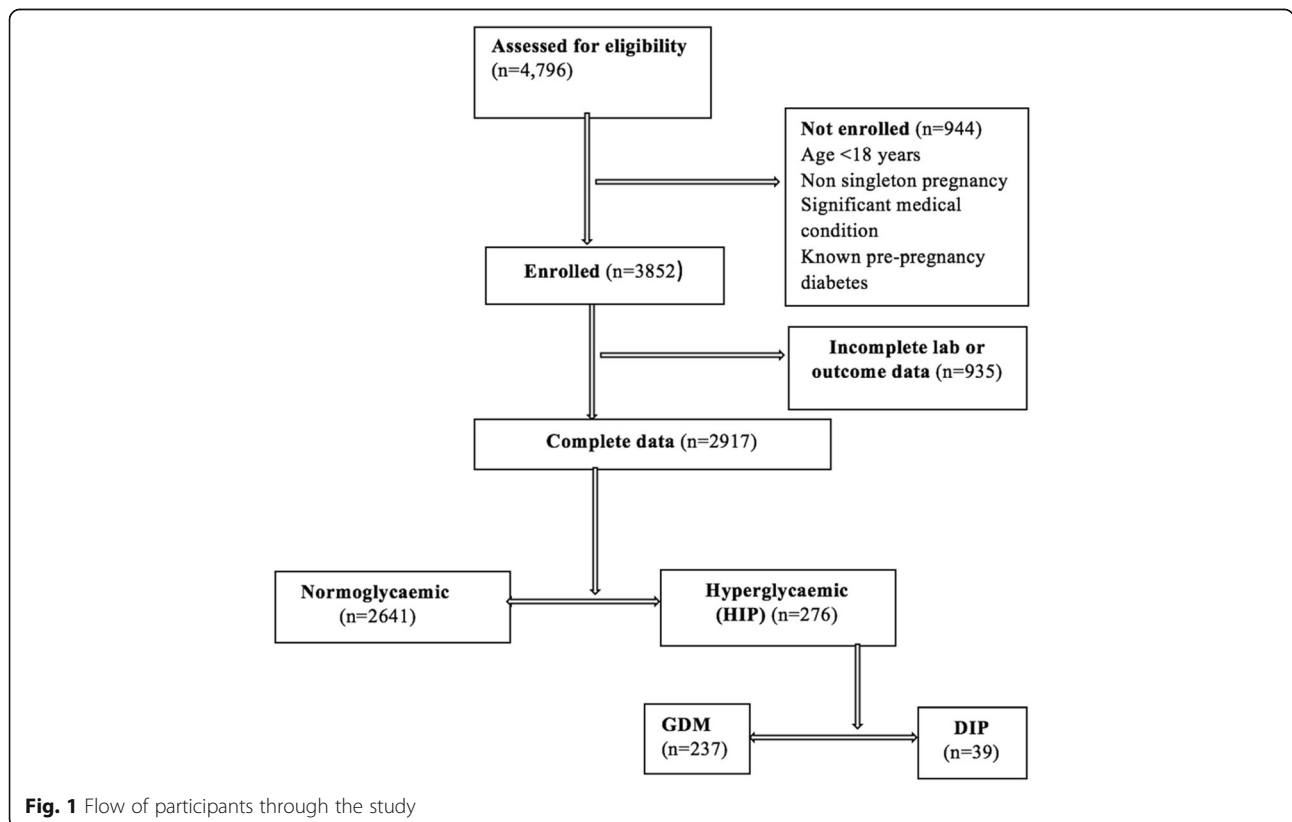 Assessed for eligibility
(n=4,796)
Not enrolled (n=944)
Age <18 years
Non singleton pregnancy
Significant medical
condition
Known pre-pregnancy
diabetes
Enrolled (n=3852)
Incomplete lab or
outcome data (n=935)
Complete data (n=2917)
Normoglycaemic
(n=2641)
Hyperglycaemic
(HIP) (n=276)
GDM
(n=237)
DIP
(n=39)
Fig. 1 Flow of participants through the study